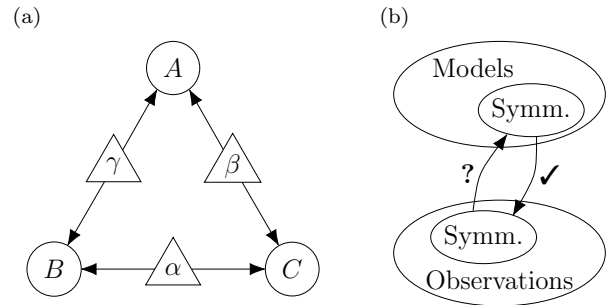 (a)
A
γ
β
B
α
C
(b)
Models
Symm.
? ✓
Symm.
Observations